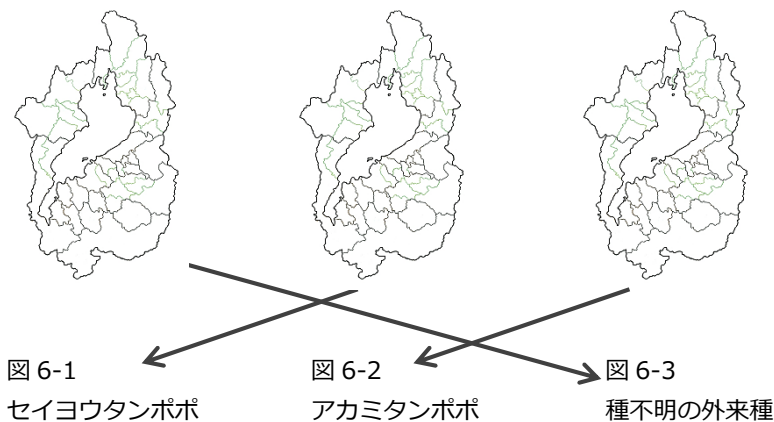 図 6-1
セイヨウタンポポ
図 6-2
アカミタンポポ
図 6-3
種不明の外来種